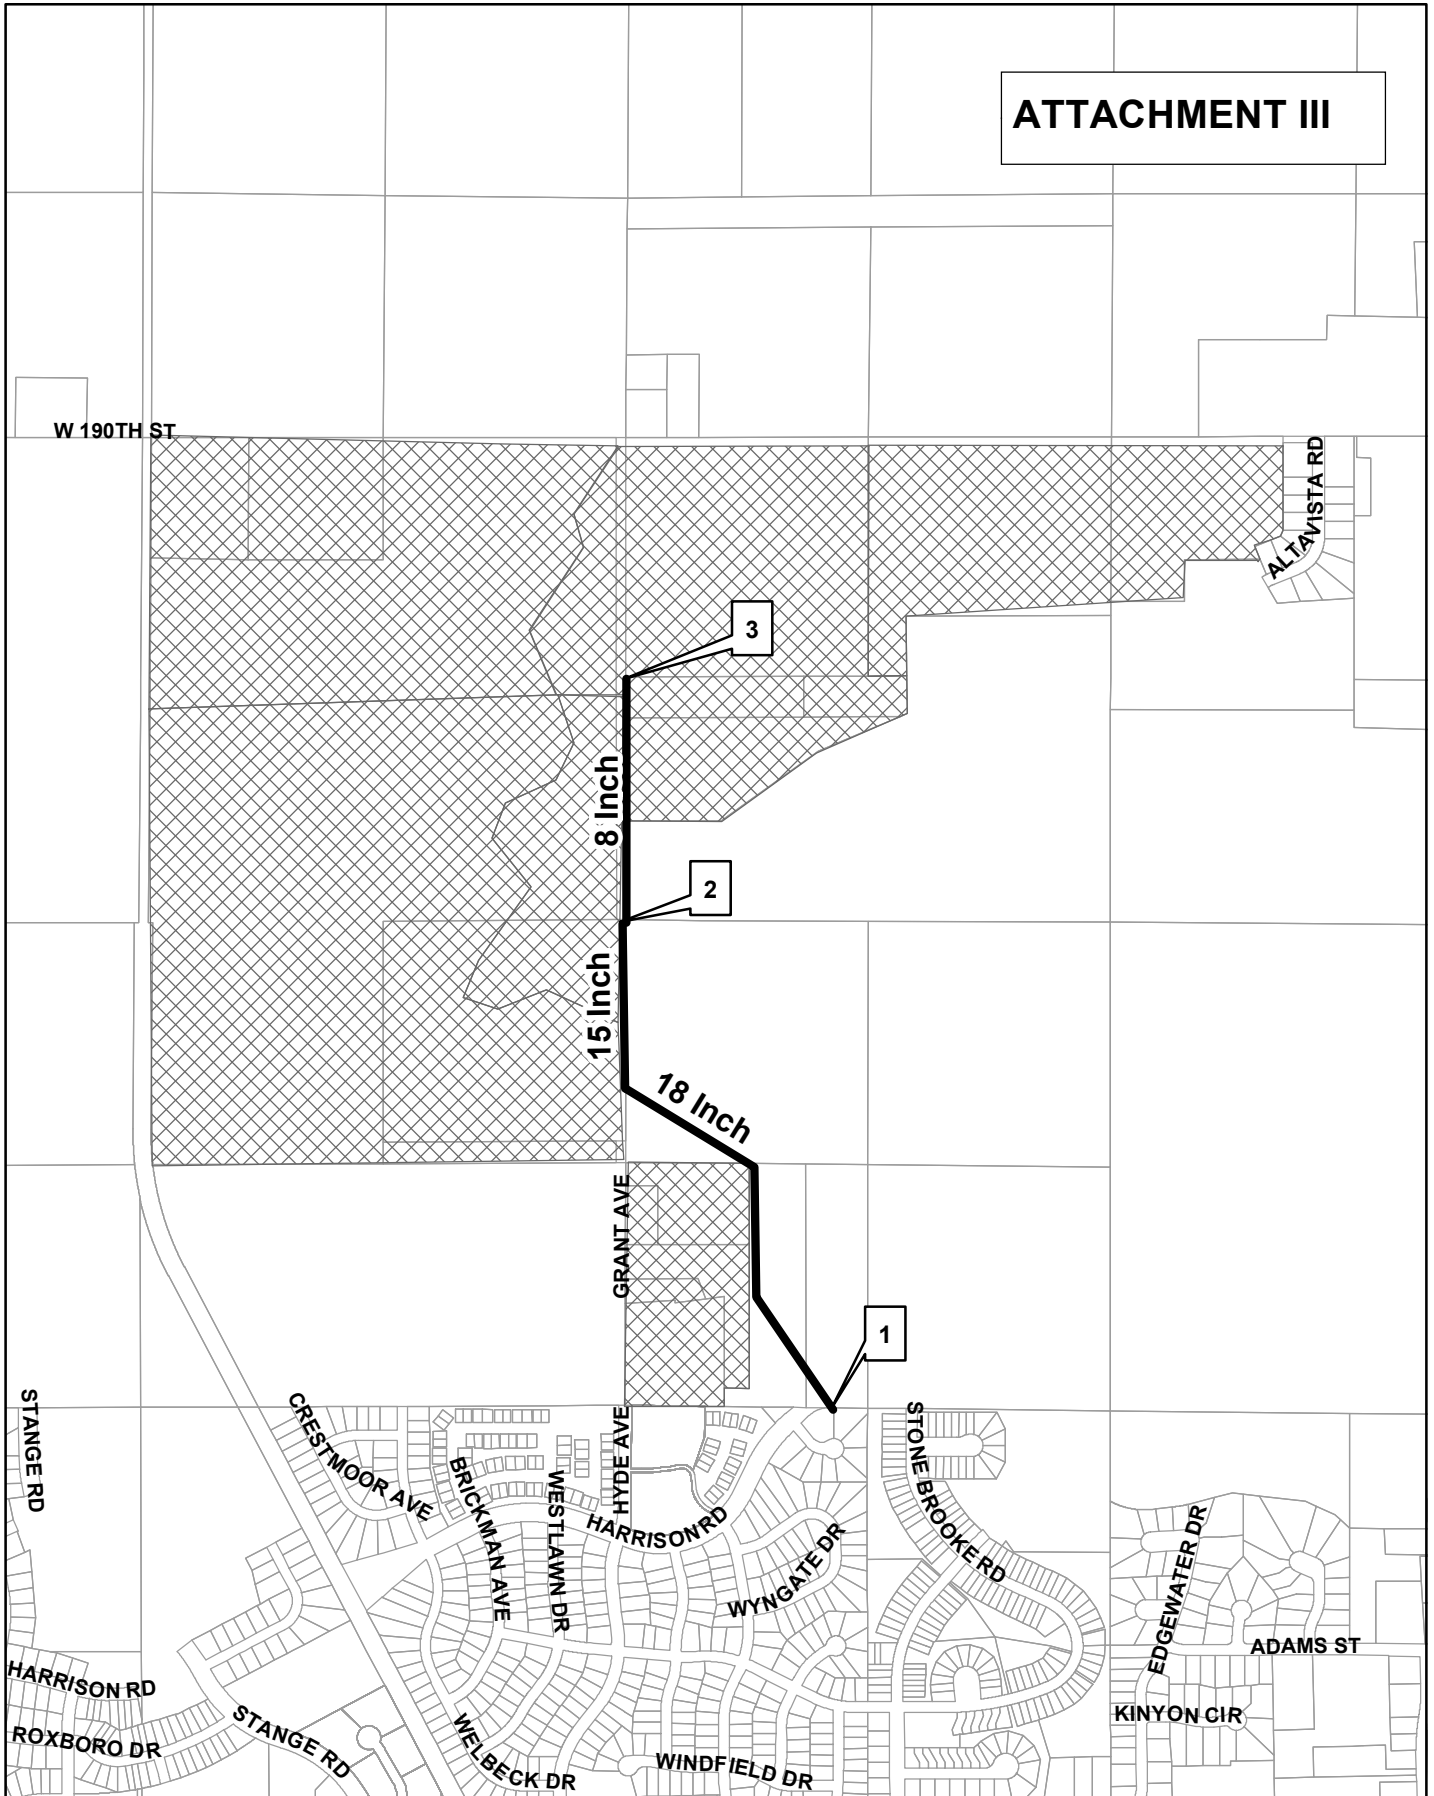 ATTACHMENT III
W 190TH ST
ALTAVISTA RD
3
8 Inch
2
15 Inch
18 Inch
GRANT AVE
1
STANGE RD
CRESTMOOR AVE
BRICKMAN AVE
WESTLAWN DR
HYDE AVE
HARRISON RD
WYNGATE DR
STONE BROOKE RD
EDGEWATER DR
ADAMS ST
HARRISON RD
ROXBORO DR
STANGE RD
WELBECK DR
WINDFIELD DR
KINYON CIR